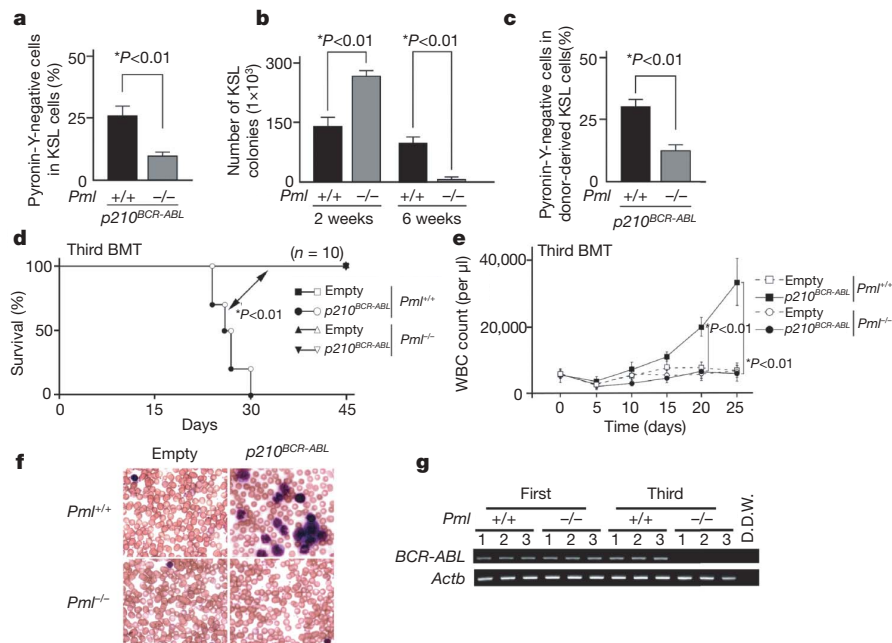 a
Pyronin-Y-negative cells
in KSL cells (%)
50
25
0
*P<0.01
Pml
+/+ −/−
p210BCR-ABL
b
Number of KSL
colonies (1×10³)
300
150
0
*P<0.01 *P<0.01
Pml
+/+ −/− +/+ −/−
2 weeks 6 weeks
c
Pyronin-Y-negative cells in
donor-derived KSL cells(%)
50
25
0
*P<0.01
Pml
+/+ −/−
p210BCR-ABL
d
Third BMT (n = 10)
Survival (%)
100
50
0
*P<0.01
Empty
p210BCR-ABL
Pml+/+
Empty
p210BCR-ABL
Pml−/−
0 15 30 45
Days
e
Third BMT
WBC count (per µl)
40,000
20,000
0
Empty
p210BCR-ABL
Pml+/+
Empty
p210BCR-ABL
Pml−/−
*P<0.01
*P<0.01
0 5 10 15 20 25
Time (days)
f
Empty p210BCR-ABL
Pml+/+
Pml−/−
g
First Third
Pml +/+ −/− +/+ −/− D.D.W.
1 2 3 1 2 3 1 2 3 1 2 3
BCR-ABL
Actb